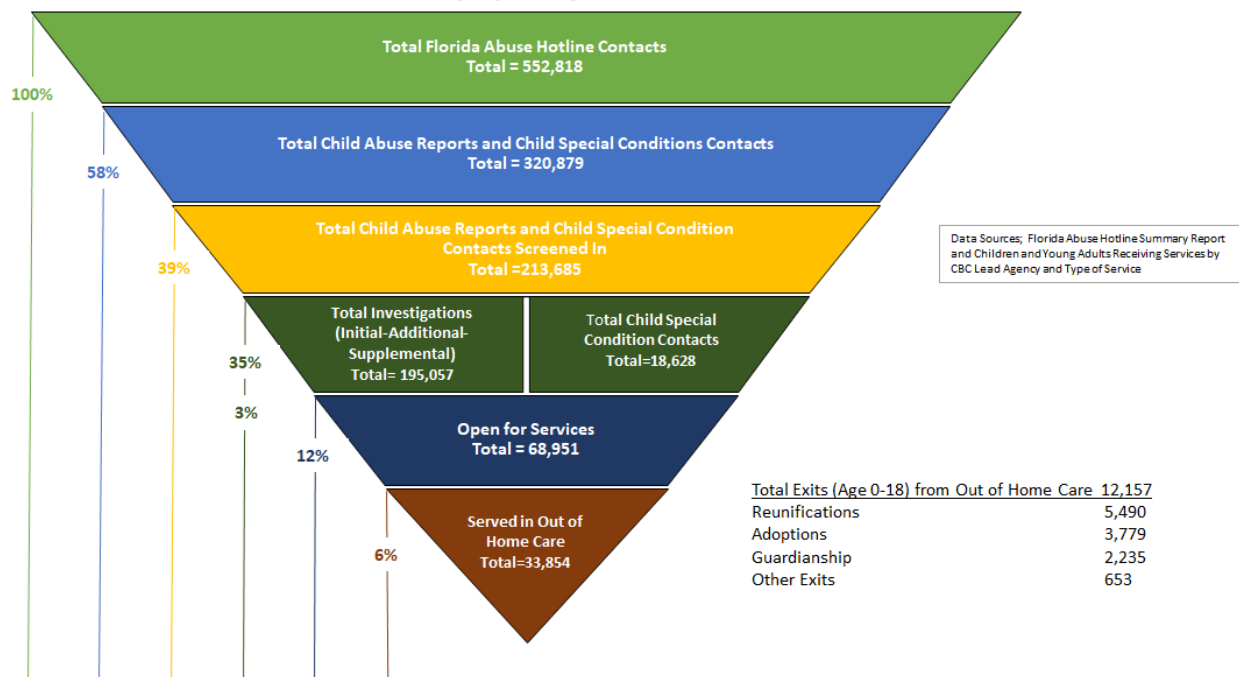 Total Florida Abuse Hotline Contacts
Total = 552,818
100%
Total Child Abuse Reports and Child Special Conditions Contacts
Total = 320,879
58%
Total Child Abuse Reports and Child Special Condition
Contacts Screened In
Total =213,685
39%
Data Sources; Florida Abuse Hotline Summary Report
and Children and Young Adults Receiving Services by
CBC Lead Agency and Type of Service
Total Investigations
(Initial-Additional-
Supplemental)
Total= 195,057
Total Child Special
Condition Contacts
Total=18,628
35%
3%
Open for Services
Total = 68,951
12%
Served in Out of
Home Care
Total=33,854
6%
Total Exits (Age 0-18) from Out of Home Care 12,157
Reunifications 5,490
Adoptions 3,779
Guardianship 2,235
Other Exits 653